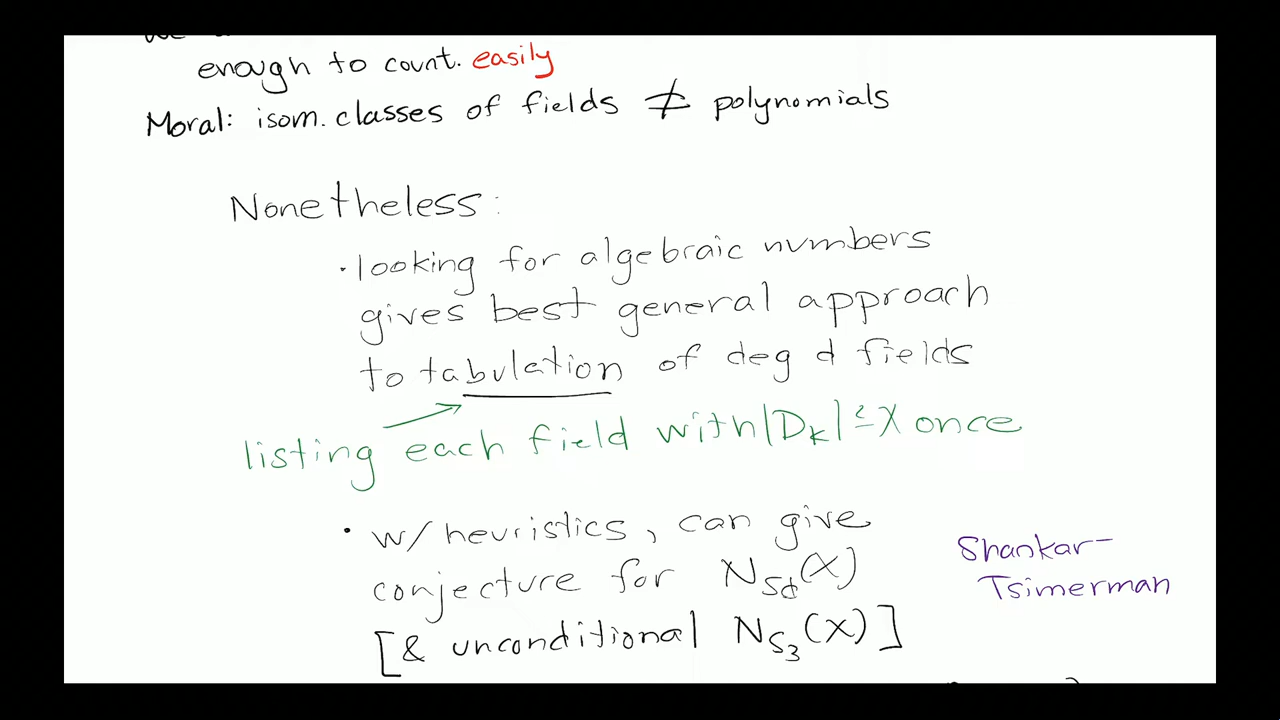 enough to count. easily
Moral: isom. classes of fields ≠ polynomials
Nonetheless:
· looking for algebraic numbers
gives best general approach
to tabulation of deg d fields
listing each field with |D_K| ≤ X once
· w/ heuristics, can give
conjecture for N_{S_d}(X)
Shankar-
Tsimerman
[& unconditional N_{S_3}(X)]